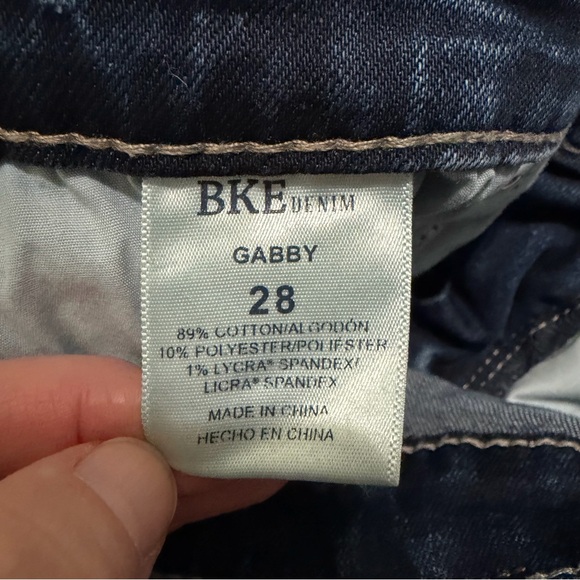 BKE DENIM
GABBY
28
89% COTTON/ALGODÓN
10% POLYESTER/POLIÉSTER
1% LYCRA® SPANDEX/
LICRA® SPANDEX
MADE IN CHINA
HECHO EN CHINA